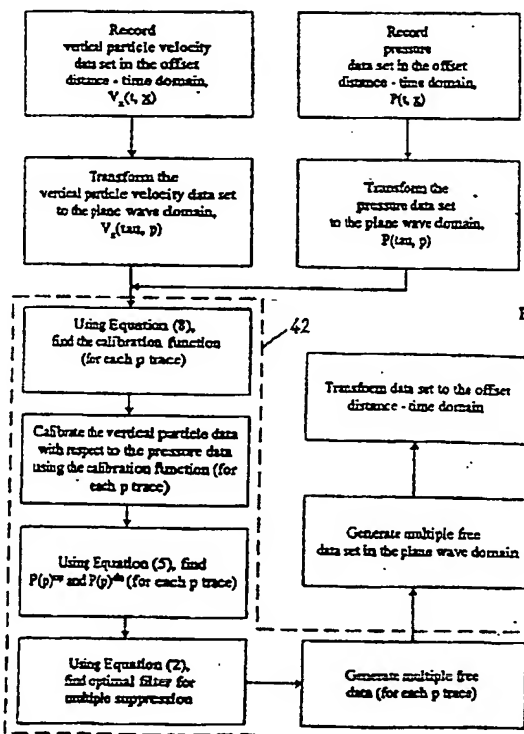 Record
vertical particle velocity
data set in the offset
distance - time domain,
V_z(t, x)
Record
pressure
data set in the offset
distance - time domain,
P(t, x)
Transform the
vertical particle velocity data set
to the plane wave domain,
V_z(tau, p)
Transform the
pressure data set
to the plane wave domain,
P(tau, p)
Using Equation (8),
find the calibration function
(for each p trace)
42
Calibrate the vertical particle data
with respect to the pressure data
using the calibration function (for
each p trace)
Using Equation (5), find
P(p)^up and P(p)^dn (for each p trace)
Using Equation (2),
find optimal filter for
multiple suppression
Generate multiple free
data (for each p trace)
Generate multiple free
data set in the plane wave domain
Transform data set to the offset
distance - time domain